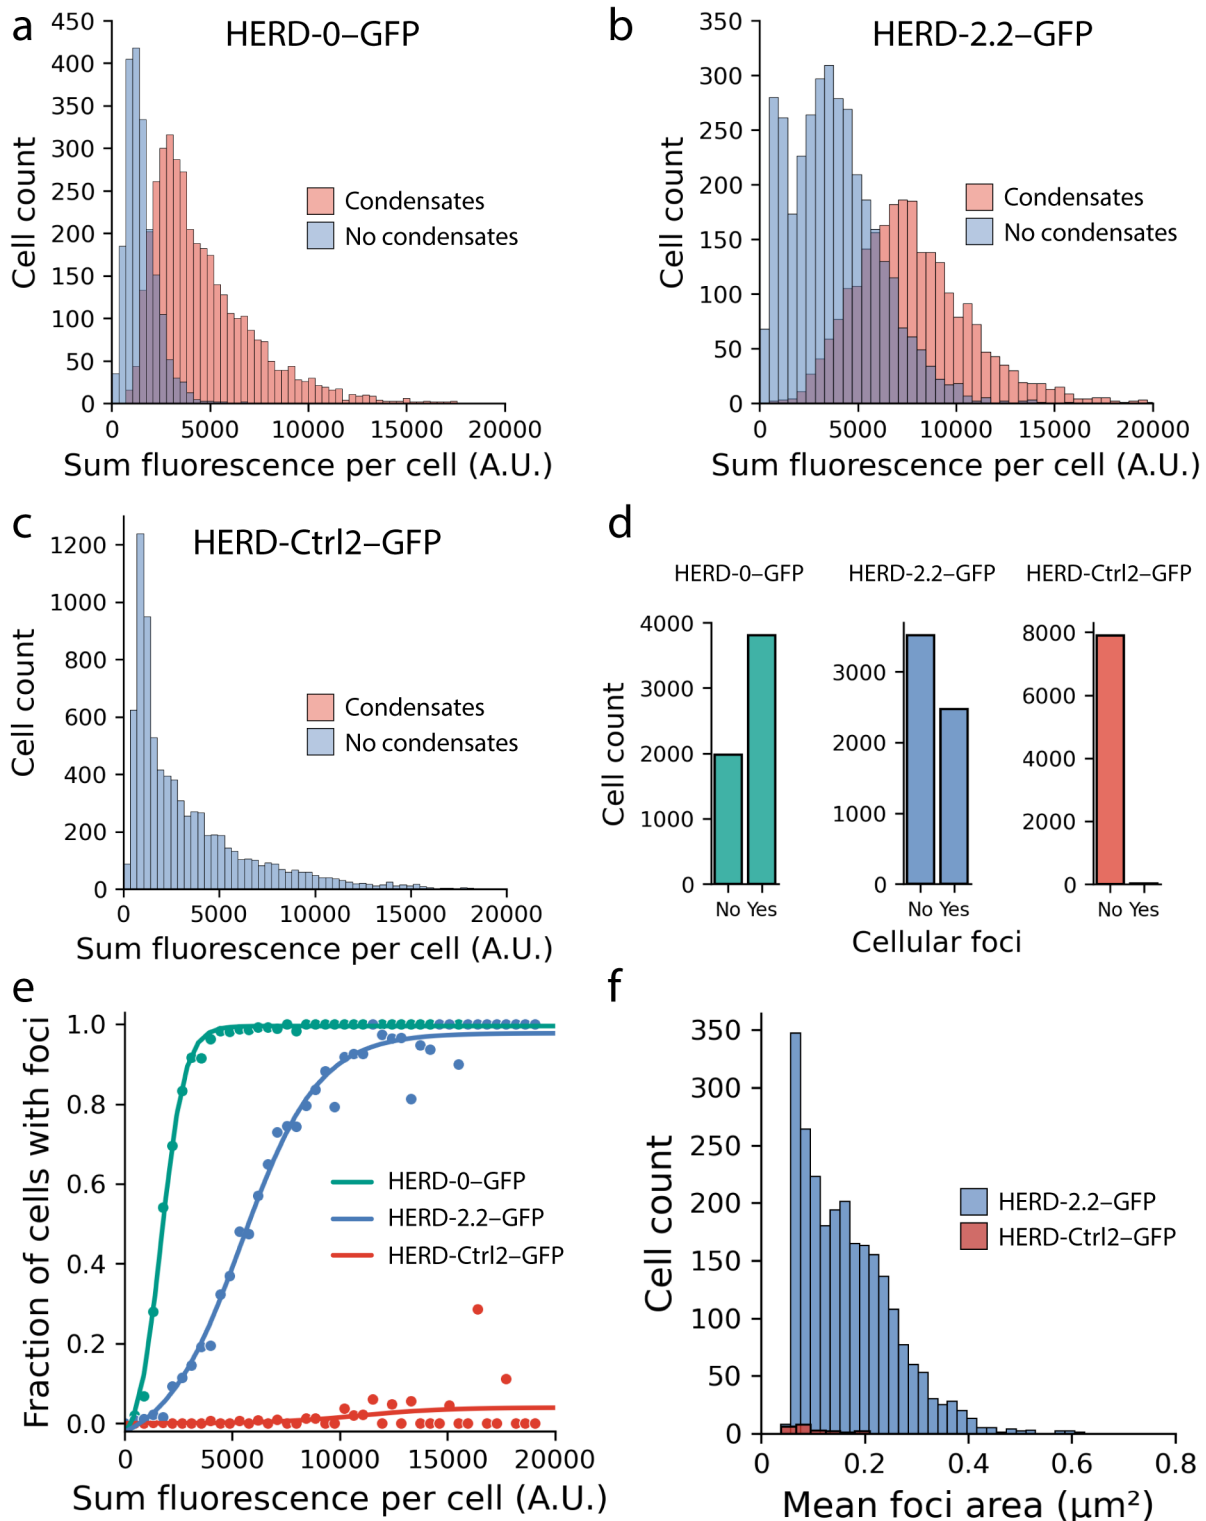 a
HERD-0–GFP
450
400
350
300
250
200
150
100
50
0
Cell count
Condensates
No condensates
0 5000 10000 15000 20000
Sum fluorescence per cell (A.U.)
b
HERD-2.2–GFP
350
300
250
200
150
100
50
0
Cell count
Condensates
No condensates
0 5000 10000 15000 20000
Sum fluorescence per cell (A.U.)
c
HERD-Ctrl2–GFP
1200
1000
800
600
400
200
0
Cell count
Condensates
No condensates
0 5000 10000 15000 20000
Sum fluorescence per cell (A.U.)
d
HERD-0–GFP HERD-2.2–GFP HERD-Ctrl2–GFP
Cell count
4000
3000
2000
1000
0
No Yes
3000
2000
1000
0
No Yes
8000
6000
4000
2000
0
No Yes
Cellular foci
e
Fraction of cells with foci
1.0
0.8
0.6
0.4
0.2
0.0
HERD-0–GFP
HERD-2.2–GFP
HERD-Ctrl2–GFP
0 5000 10000 15000 20000
Sum fluorescence per cell (A.U.)
f
Cell count
350
300
250
200
150
100
50
0
HERD-2.2–GFP
HERD-Ctrl2–GFP
0 0.2 0.4 0.6 0.8
Mean foci area (μm²)